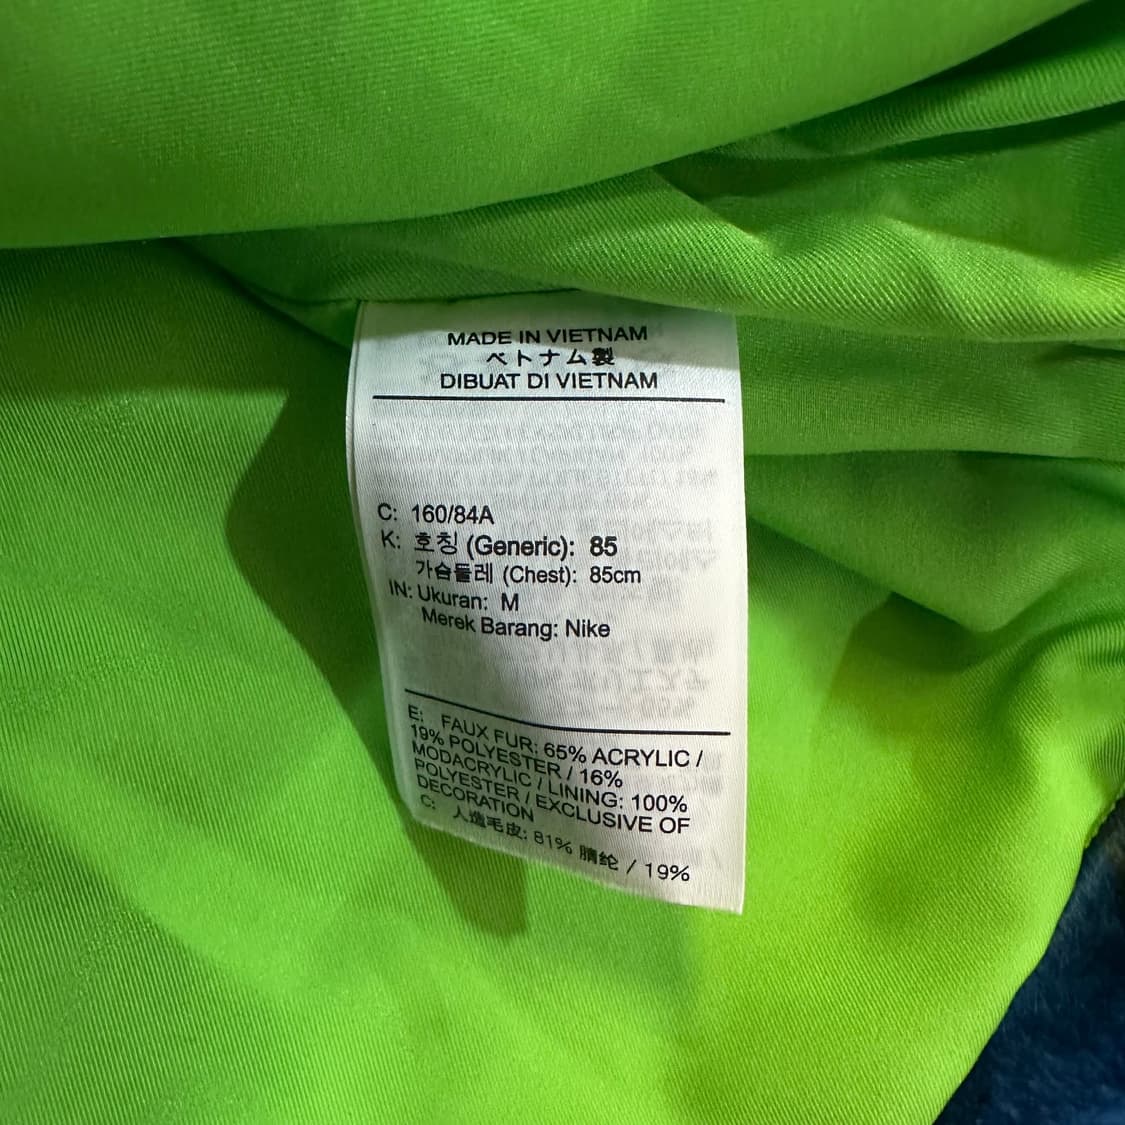 MADE IN VIETNAM
ベトナム製
DIBUAT DI VIETNAM
C: 160/84A
K: 호칭 (Generic): 85
가슴둘레 (Chest): 85cm
IN: Ukuran: M
Merek Barang: Nike
E: FAUX FUR: 65% ACRYLIC /
19% POLYESTER / 16%
MODACRYLIC / LINING: 100%
POLYESTER / EXCLUSIVE OF
DECORATION
C: 人造毛皮: 81% 腈纶 / 19%